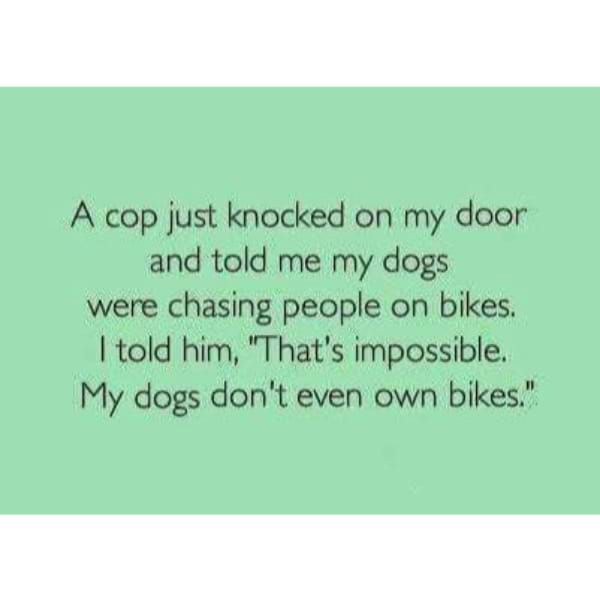 A cop just knocked on my door
and told me my dogs
were chasing people on bikes.
I told him, "That's impossible.
My dogs don't even own bikes."